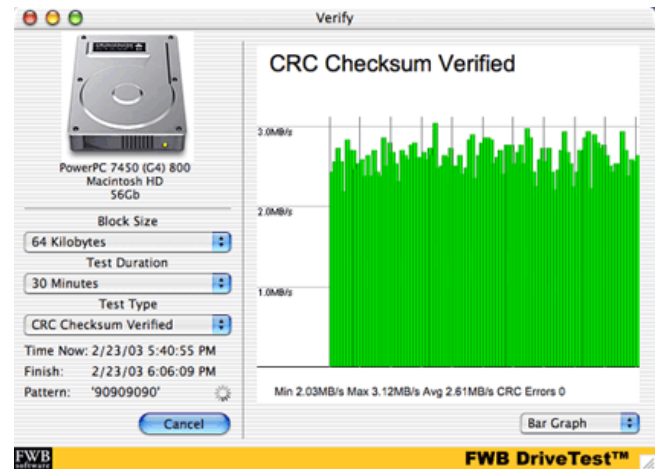 Verify
PowerPC 7450 (G4) 800
Macintosh HD
56Gb
Block Size
64 Kilobytes
Test Duration
30 Minutes
Test Type
CRC Checksum Verified
Time Now: 2/23/03 5:40:55 PM
Finish: 2/23/03 6:06:09 PM
Pattern: '90909090'
Cancel
CRC Checksum Verified
3.0MB/s
2.0MB/s
1.0MB/s
Min 2.03MB/s Max 3.12MB/s Avg 2.61MB/s CRC Errors 0
Bar Graph
FWB
software
FWB DriveTest™